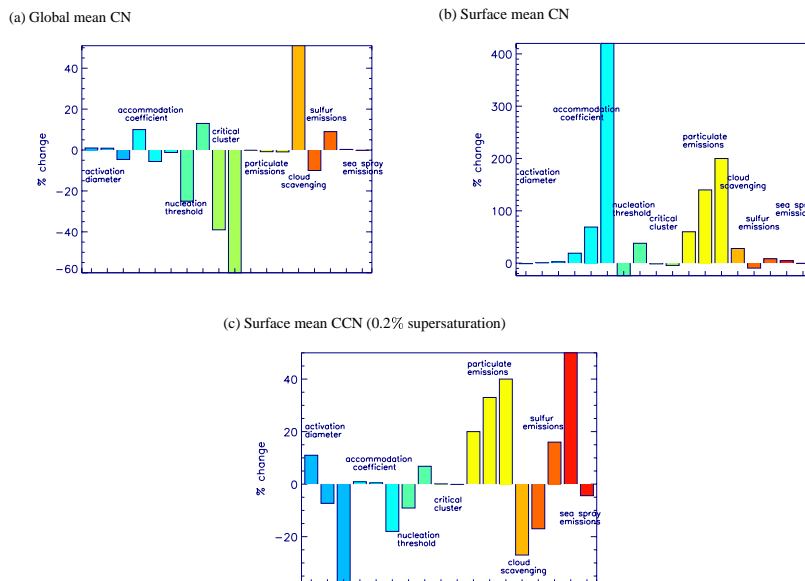 (a) Global mean CN
40
20
0
−20
−40
−60
% change
accommodation
coefficient
critical
cluster
sulfur
emissions
activation
diameter
nucleation
threshold
particulate
emissions
cloud
scavenging
sea spray
emissions
(b) Surface mean CN
400
300
200
100
0
% change
accommodation
coefficient
particulate
emissions
activation
diameter
cloud
scavenging
nucleation
threshold
critical
cluster
sulfur
emissions
sea spra
emission
(c) Surface mean CCN (0.2% supersaturation)
40
20
0
−20
% change
particulate
emissions
activation
diameter
sulfur
emissions
accommodation
coefficient
critical
cluster
sea spray
emissions
nucleation
threshold
cloud
scavenging